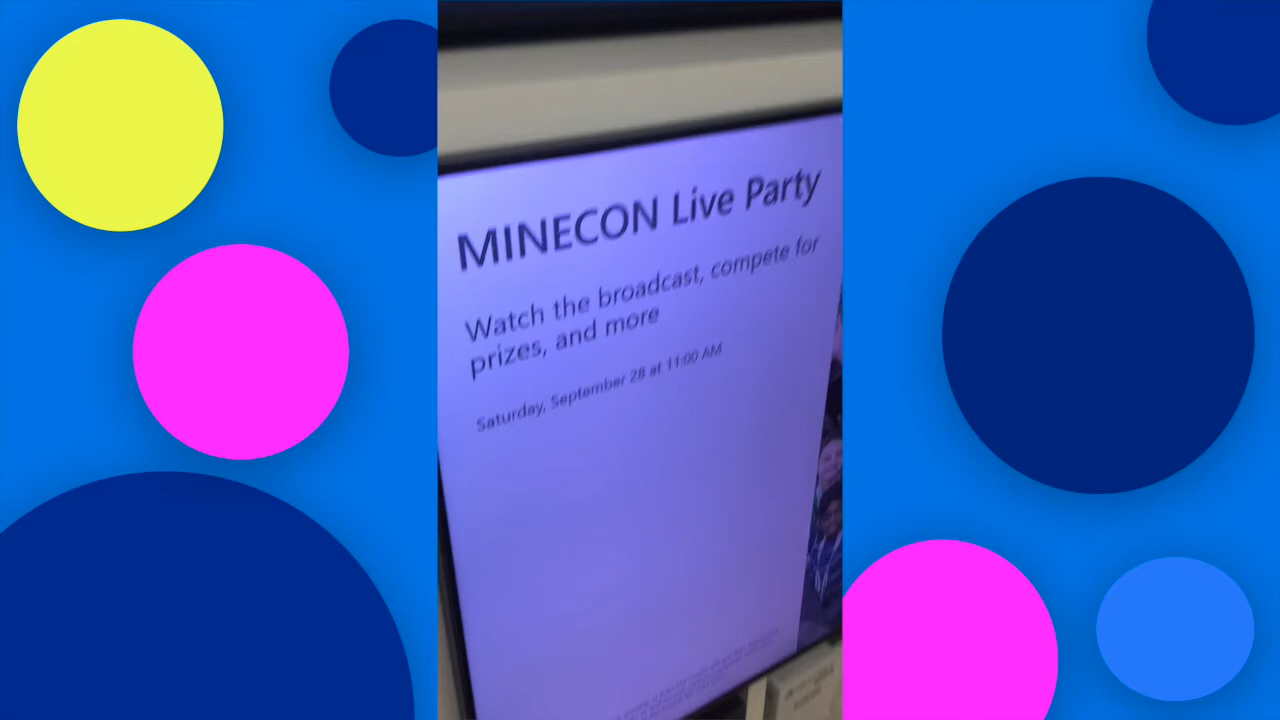 MINECON Live Party
Watch the broadcast, compete for
prizes, and more
Saturday, September 28 at 11:00 AM